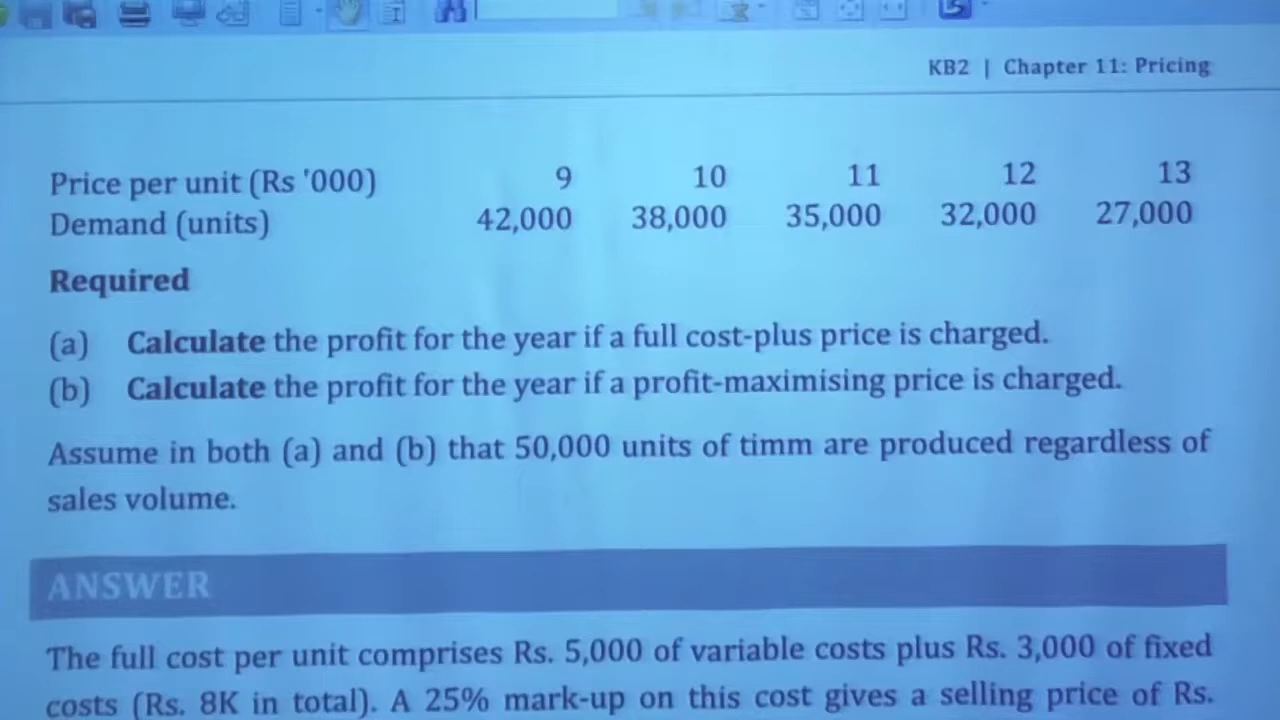 KB2 | Chapter 11: Pricing
Price per unit (Rs '000) 9 10 11 12 13
Demand (units) 42,000 38,000 35,000 32,000 27,000
Required
(a) Calculate the profit for the year if a full cost-plus price is charged.
(b) Calculate the profit for the year if a profit-maximising price is charged.
Assume in both (a) and (b) that 50,000 units of timm are produced regardless of
sales volume.
ANSWER
The full cost per unit comprises Rs. 5,000 of variable costs plus Rs. 3,000 of fixed
costs (Rs. 8K in total). A 25% mark-up on this cost gives a selling price of Rs.